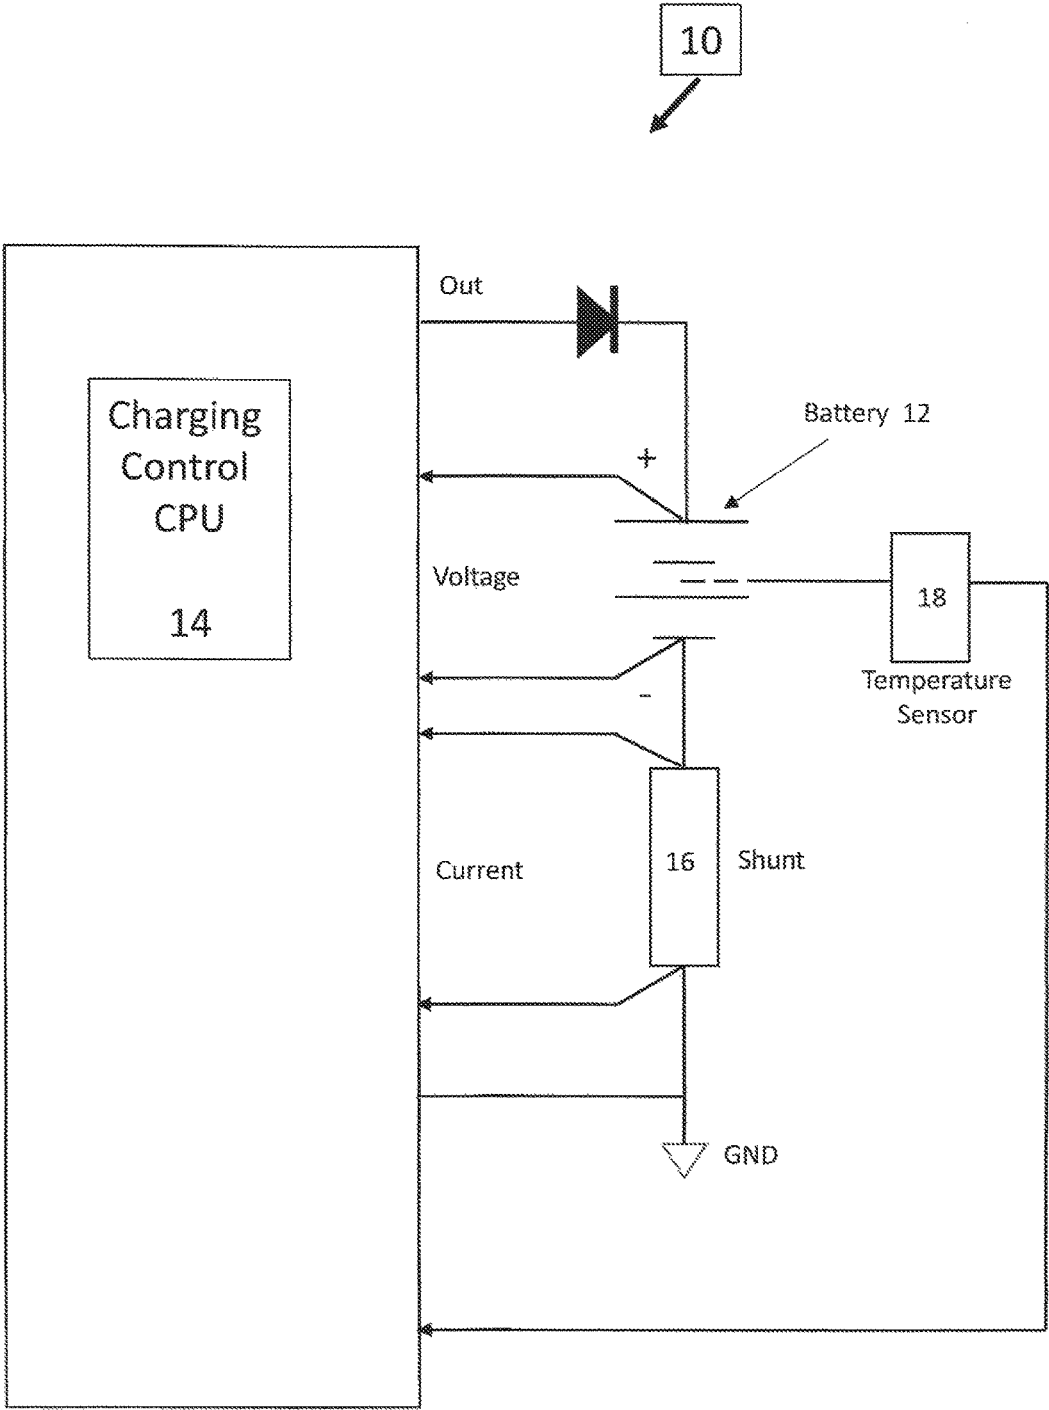 10
Out
Charging
Control
CPU
14
Battery 12
+
Voltage
18
Temperature
Sensor
-
16
Shunt
Current
GND